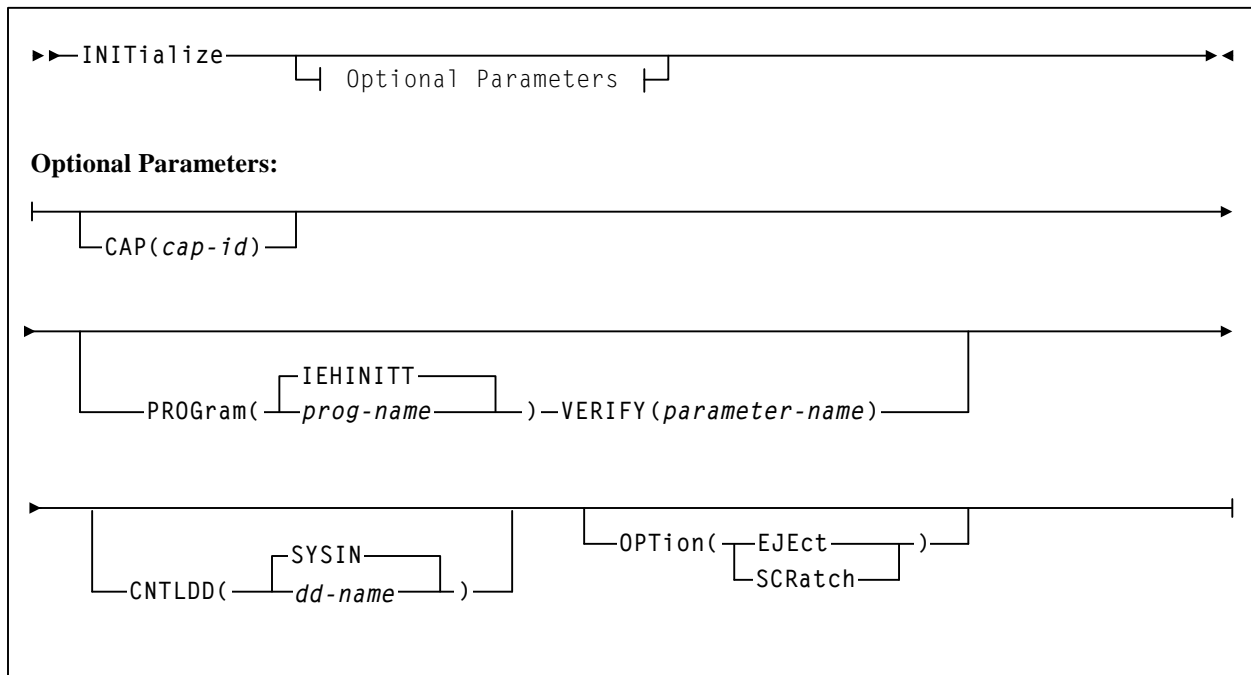 INITialize
Optional Parameters
Optional Parameters:
CAP(cap-id)
IEHINITT
PROGram( prog-name ) VERIFY(parameter-name)
SYSIN
CNTLDD( dd-name )
OPTion( EJEct )
SCRatch